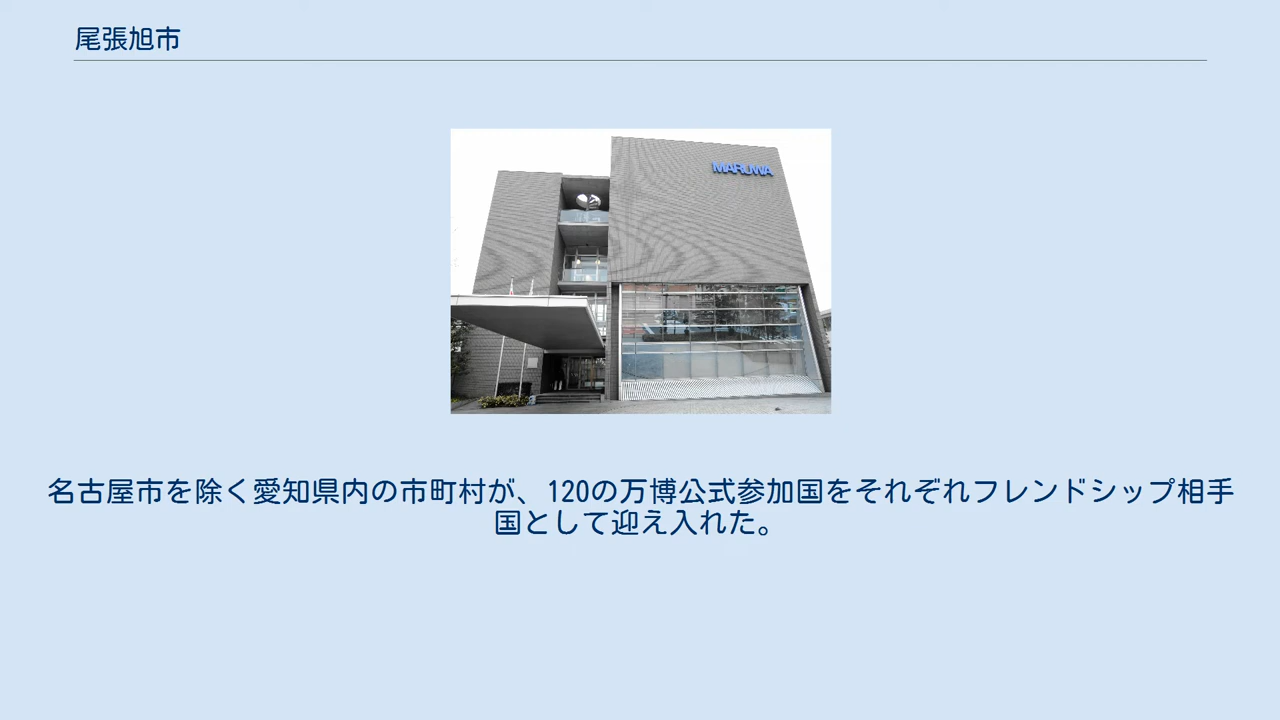 尾張旭市
MARUWA
名古屋市を除く愛知県内の市町村が、120の万博公式参加国をそれぞれフレンドシップ相手
国として迎え入れた。